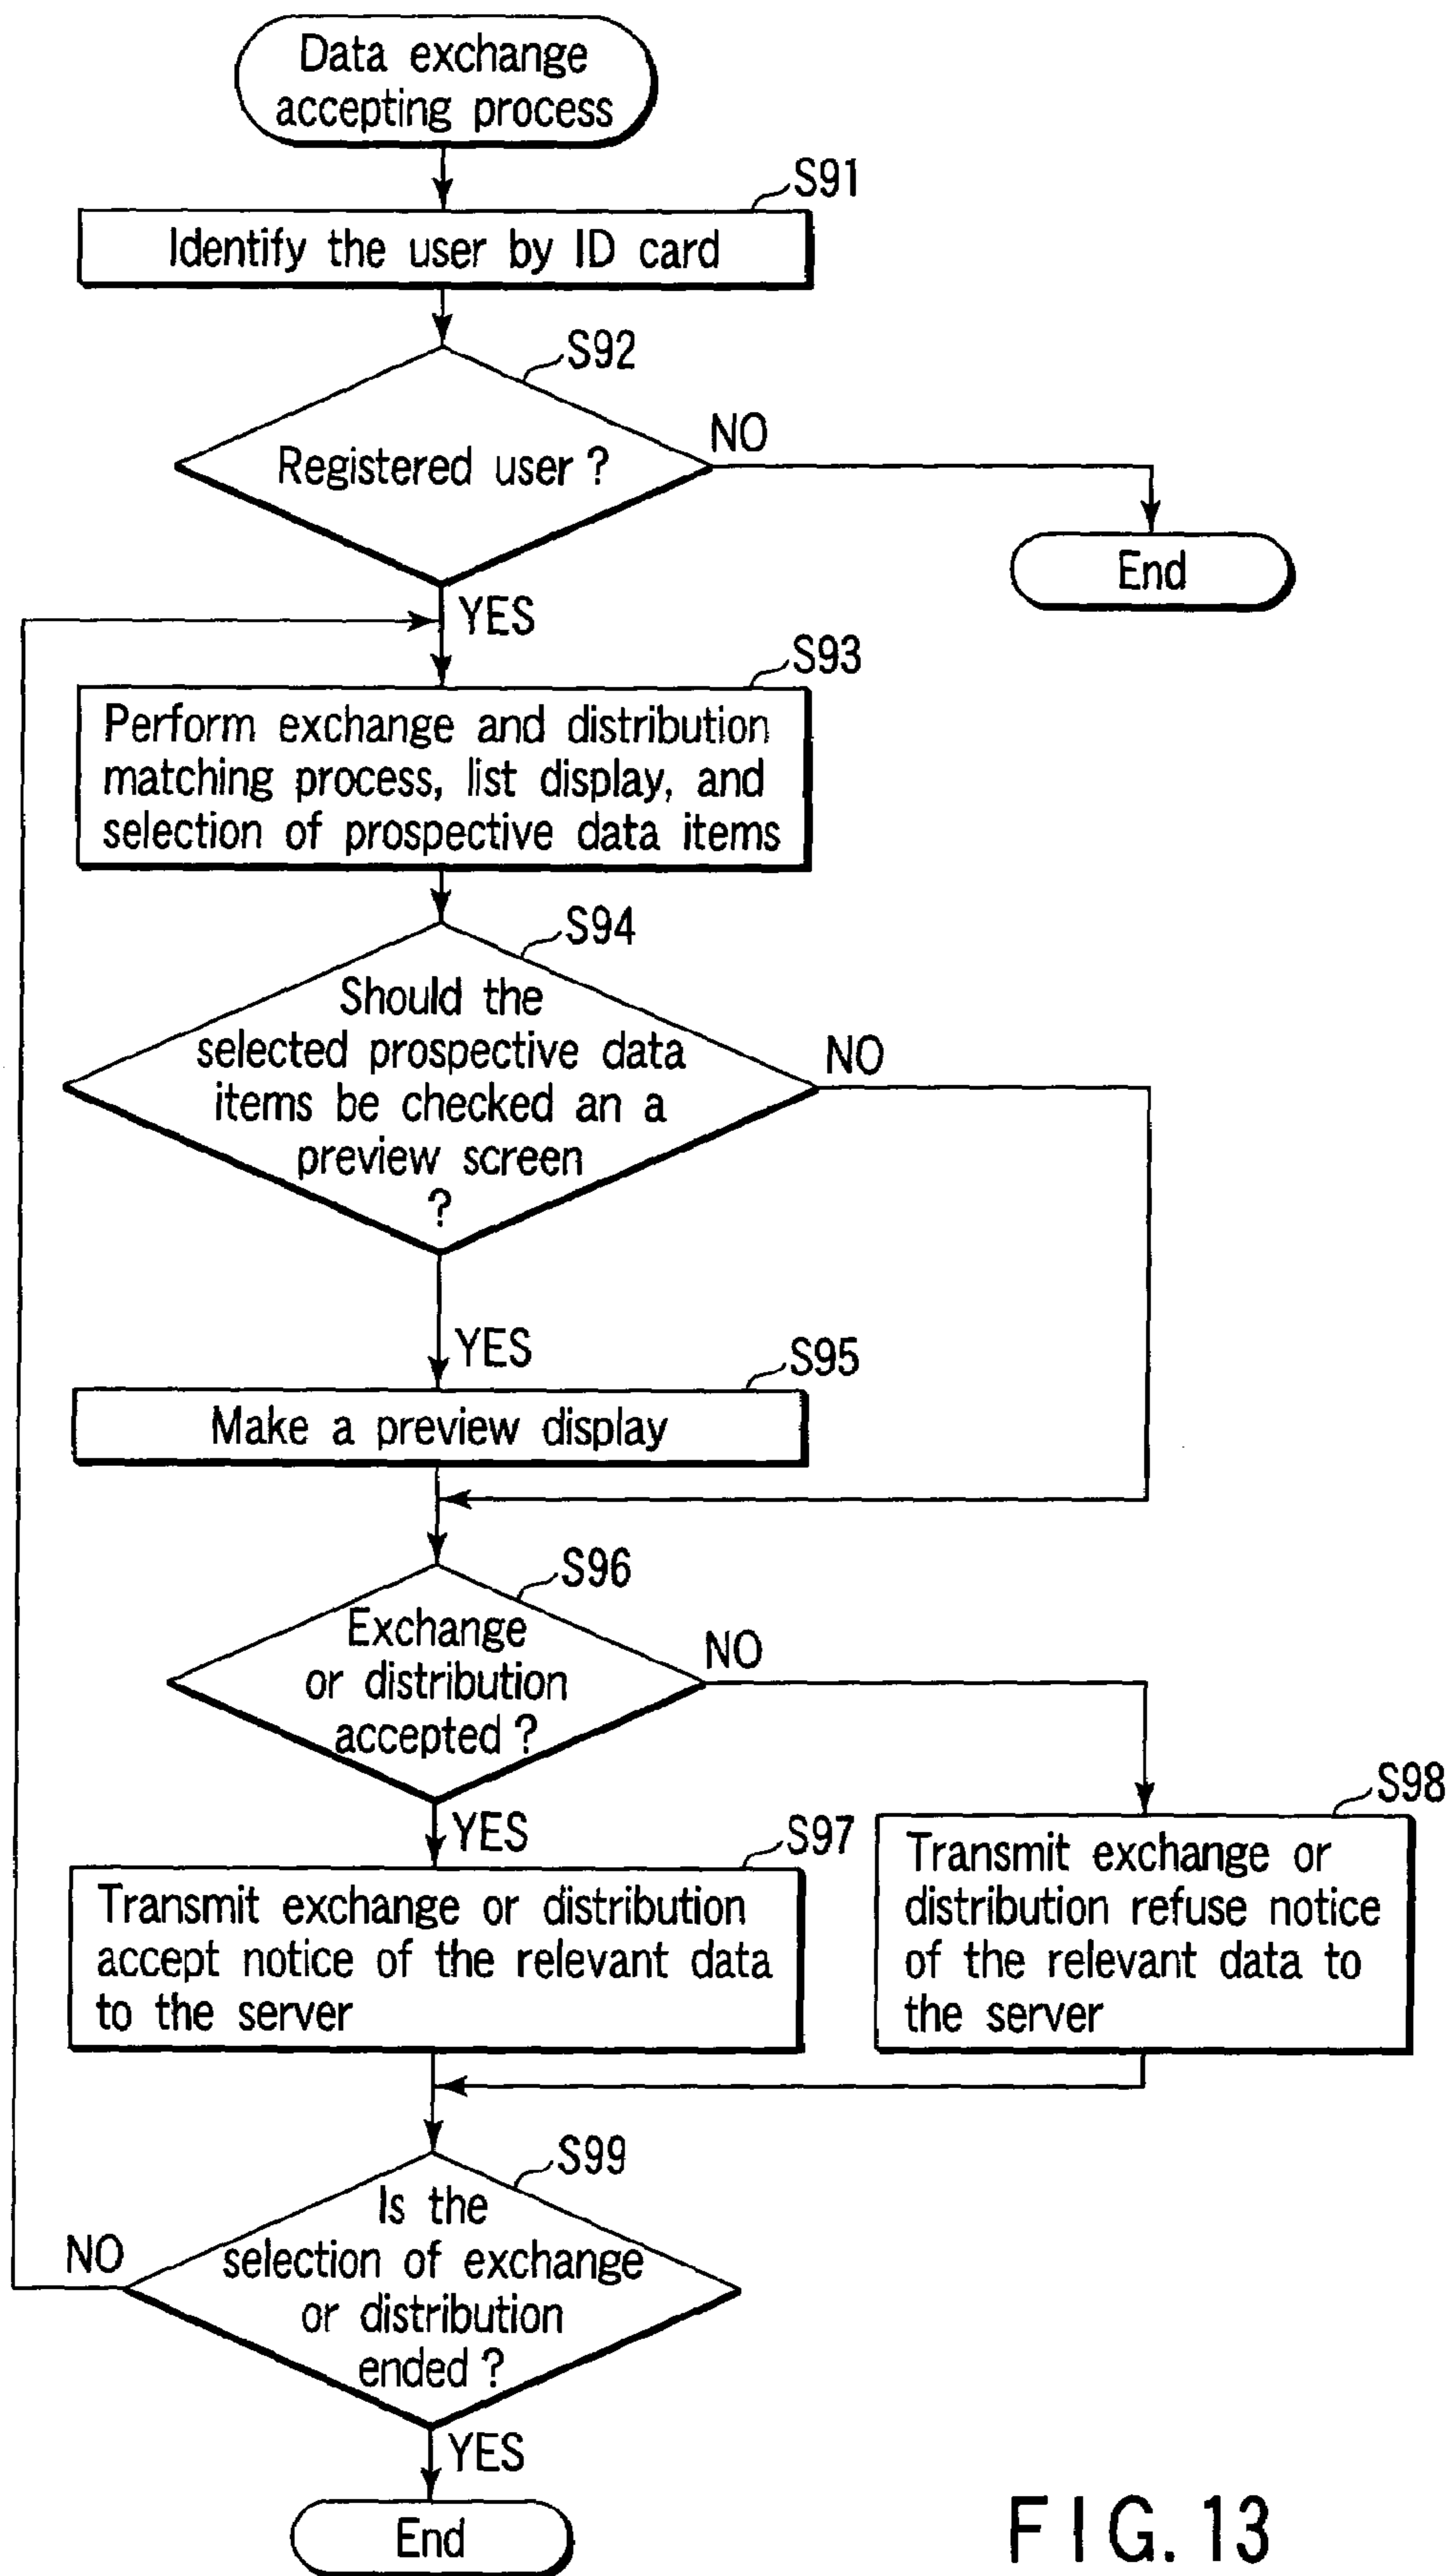 Data exchange
accepting process
S91
Identify the user by ID card
S92
Registered user ?
NO
End
YES
S93
Perform exchange and distribution
matching process, list display, and
selection of prospective data items
S94
Should the
selected prospective data
items be checked an a
preview screen
?
NO
YES
S95
Make a preview display
S96
Exchange
or distribution
accepted ?
NO
YES
S97
Transmit exchange or distribution
accept notice of the relevant data
to the server
S98
Transmit exchange or
distribution refuse notice
of the relevant data to
the server
S99
Is the
selection of exchange
or distribution
ended ?
NO
YES
End
FIG. 13